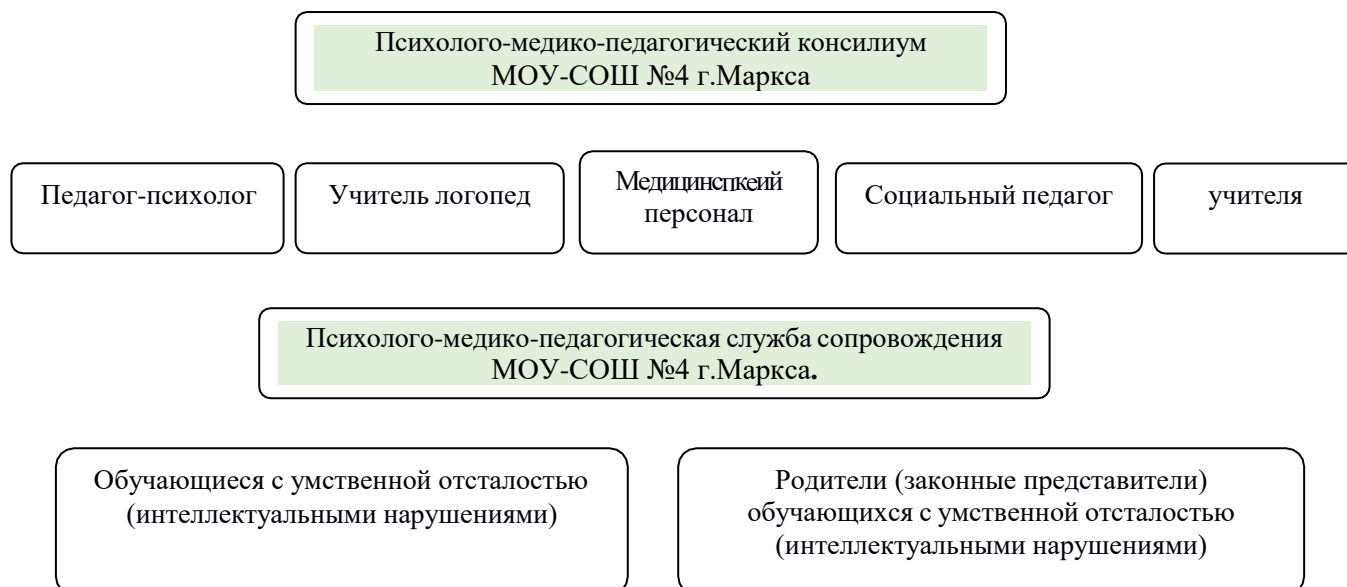 Психолого-медико-педагогический консилиум
МОУ-СОШ №4 г.Маркса
Педагог-психолог
Учитель логопед
Медицинспкеий
персонал
Социальный педагог
учителя
Психолого-медико-педагогическая служба сопровождения
МОУ-СОШ №4 г.Маркса.
Обучающиеся с умственной отсталостью
(интеллектуальными нарушениями)
Родители (законные представители)
обучающихся с умственной отсталостью
(интеллектуальными нарушениями)